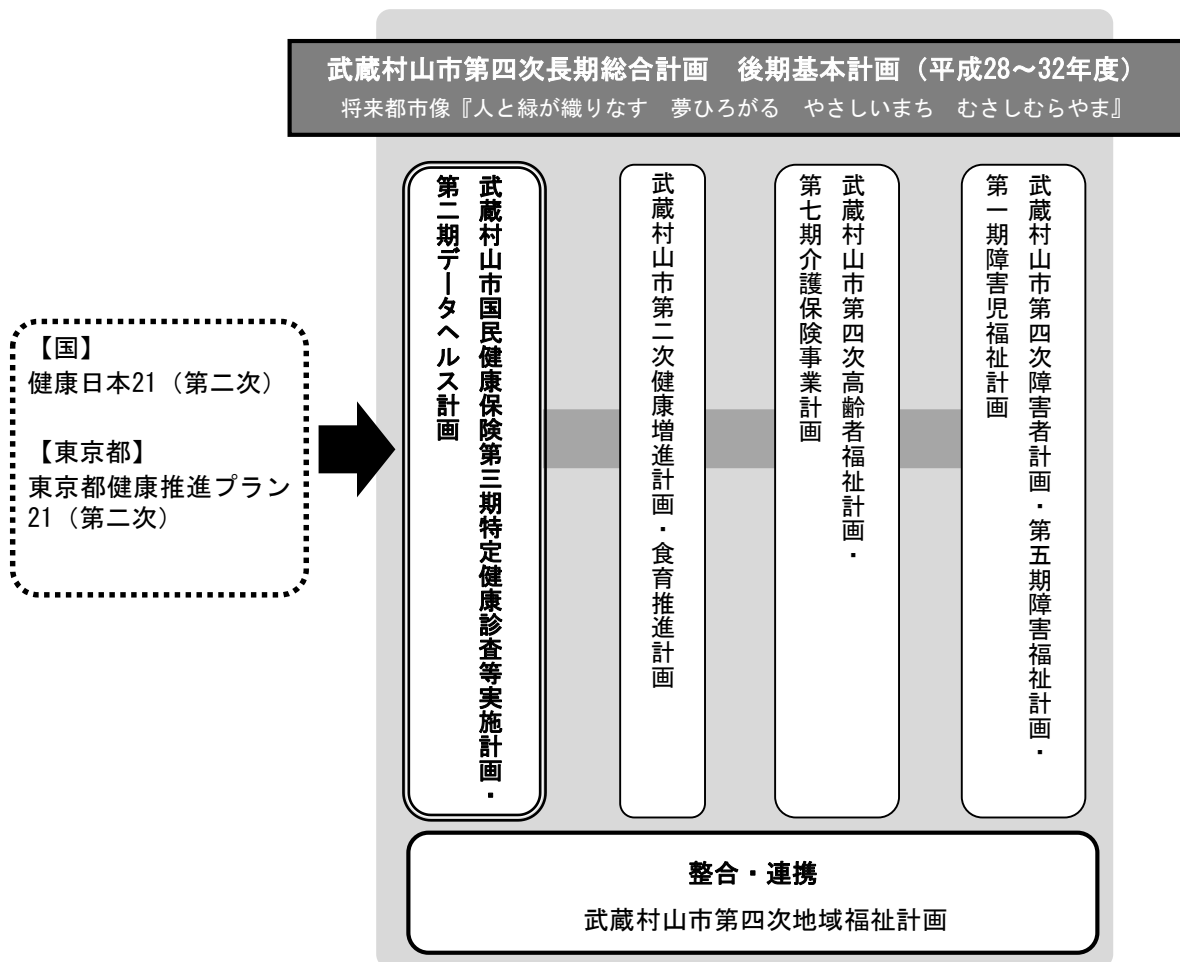 武蔵村山市第四次長期総合計画　後期基本計画（平成28～32年度）
将来都市像『人と緑が織りなす　夢ひろがる　やさしいまち　むさしむらやま』
【国】
健康日本21（第二次）
【東京都】
東京都健康推進プラン
21（第二次）
武蔵村山市国民健康保険第三期特定健康診査等実施計画・
第二期データヘルス計画
武蔵村山市第二次健康増進計画・食育推進計画
武蔵村山市第四次高齢者福祉計画・
第七期介護保険事業計画
武蔵村山市第四次障害者計画・第五期障害福祉計画・
第一期障害児福祉計画
整合・連携
武蔵村山市第四次地域福祉計画